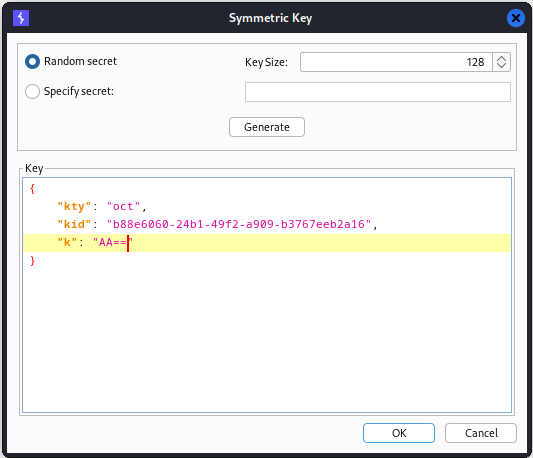 Symmetric Key
Random secret
Key Size:
128
Specify secret:
Generate
Key
{
"kty": "oct",
"kid": "b88e6060-24b1-49f2-a909-b3767eeb2a16",
"k": "AA=="
}
OK
Cancel